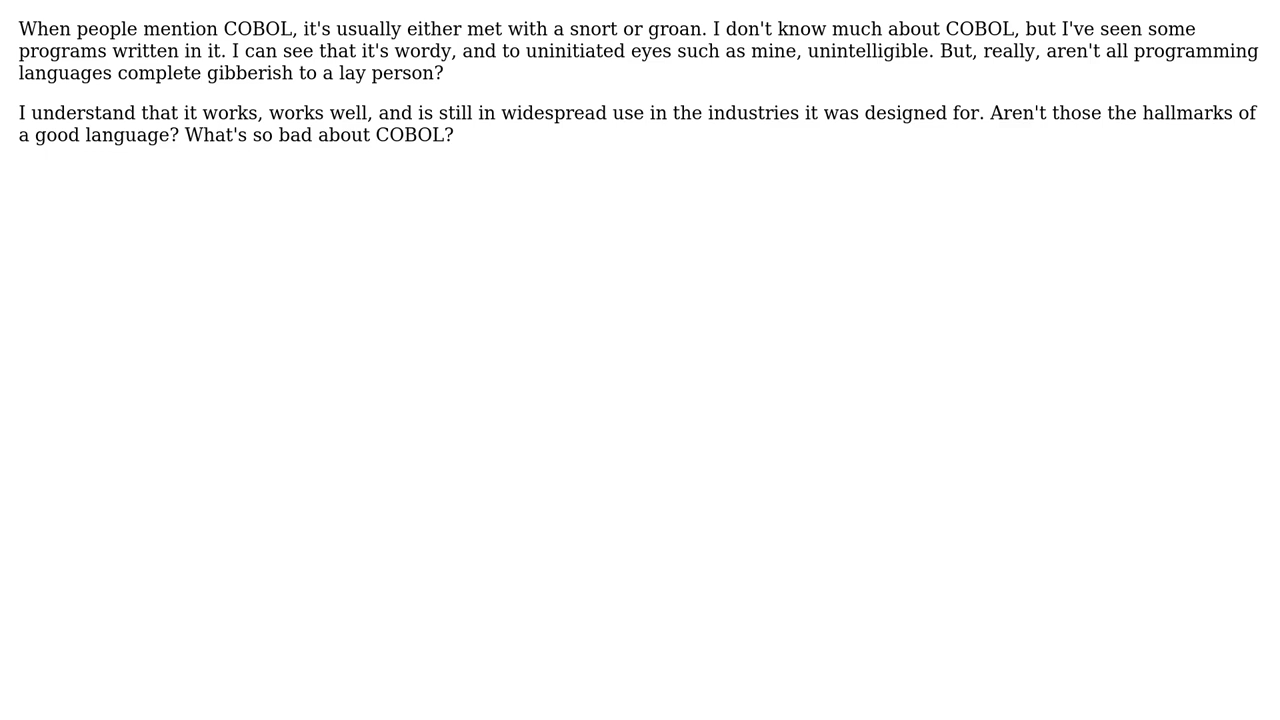 When people mention COBOL, it's usually either met with a snort or groan. I don't know much about COBOL, but I've seen some
programs written in it. I can see that it's wordy, and to uninitiated eyes such as mine, unintelligible. But, really, aren't all programming
languages complete gibberish to a lay person?
I understand that it works, works well, and is still in widespread use in the industries it was designed for. Aren't those the hallmarks of
a good language? What's so bad about COBOL?